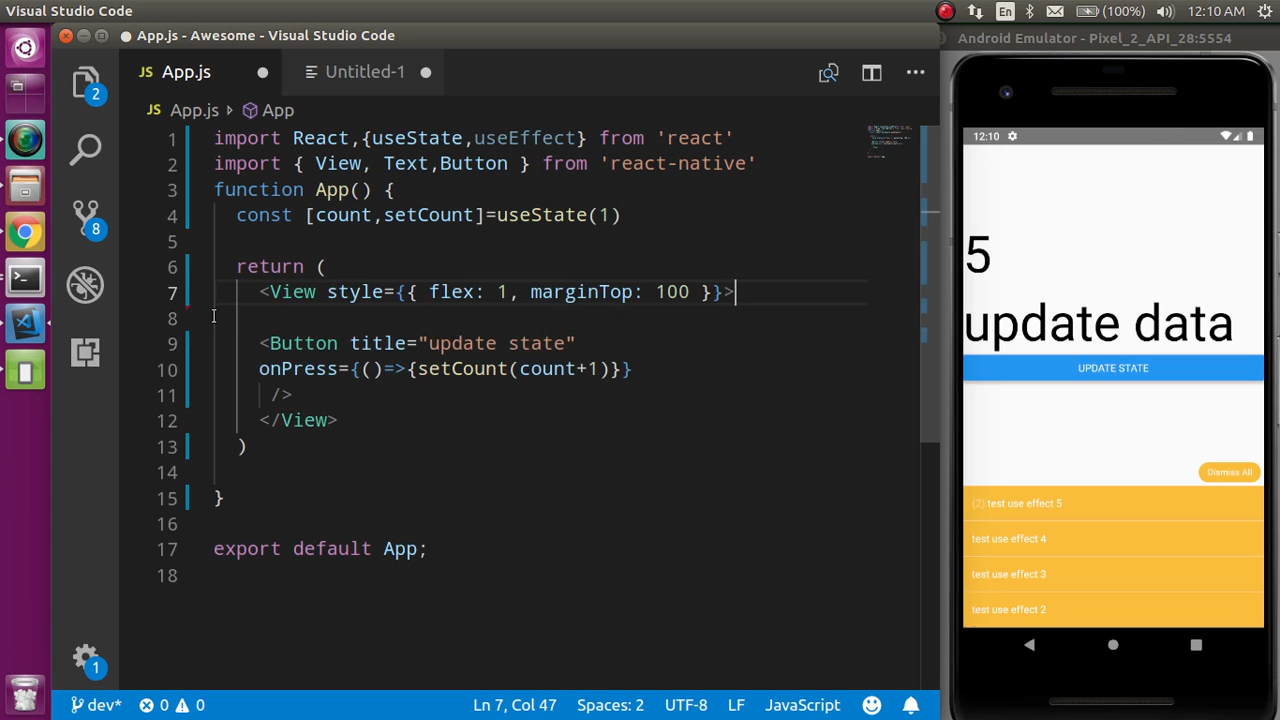 Visual Studio Code
En
(100%)
12:10 AM
App.js - Awesome - Visual Studio Code
Android Emulator - Pixel_2_API_28:5554
JS App.js
Untitled-1
2
JS App.js
App
1 import React,{useState,useEffect} from 'react'
2 import { View, Text,Button } from 'react-native'
3 function App() {
4 const [count,setCount]=useState(1)
5
6 return (
7 <View style={{ flex: 1, marginTop: 100 }}>
8
9 <Button title="update state"
10 onPress={()=>{setCount(count+1)}}
11 />
12 </View>
13 )
14
15 }
16
17 export default App;
18
8
1
12:10
5
update data
UPDATE STATE
Dismiss All
(2) test use effect 5
test use effect 4
test use effect 3
test use effect 2
dev*
0
0
Ln 7, Col 47
Spaces: 2
UTF-8
LF
JavaScript